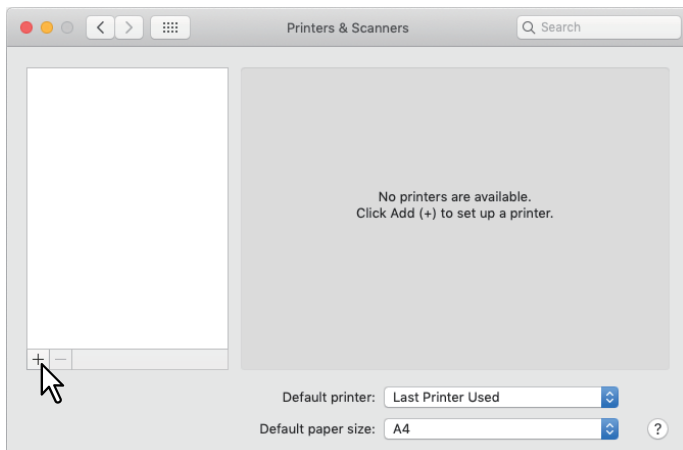 Printers & Scanners
Search
No printers are available.
Click Add (+) to set up a printer.
+ −
Default printer: Last Printer Used
Default paper size: A4 ?